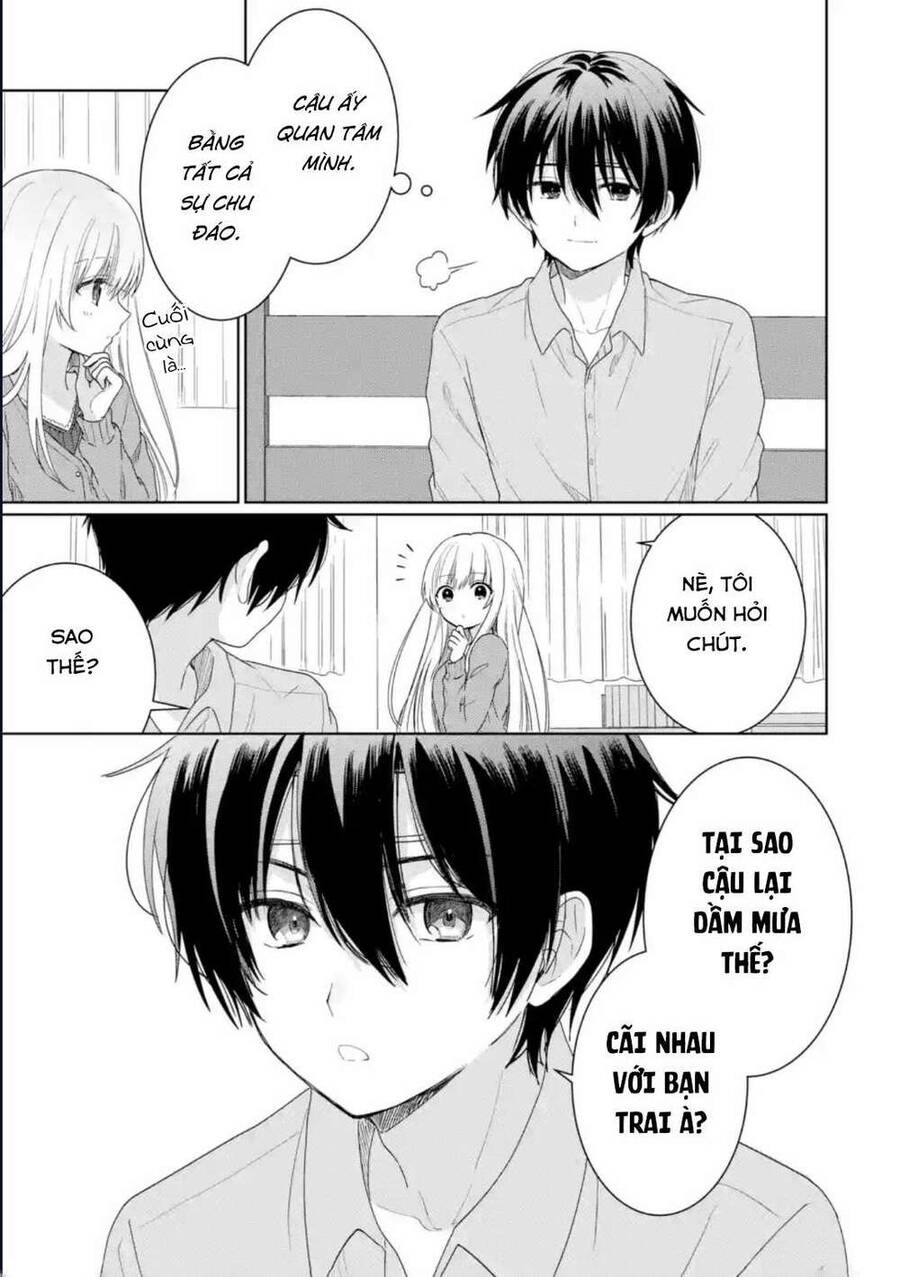 CẬU ẤY
QUAN TÂM
MÌNH.
BẰNG
TẤT CẢ
SỰ CHU
ĐÁO.
Cuối
cùng
là...
NÈ, TÔI
MUỐN HỎI
CHÚT.
SAO
THẾ?
TẠI SAO
CẬU LẠI
DẦM MƯA
THẾ?
CÃI NHAU
VỚI BẠN
TRAI À?